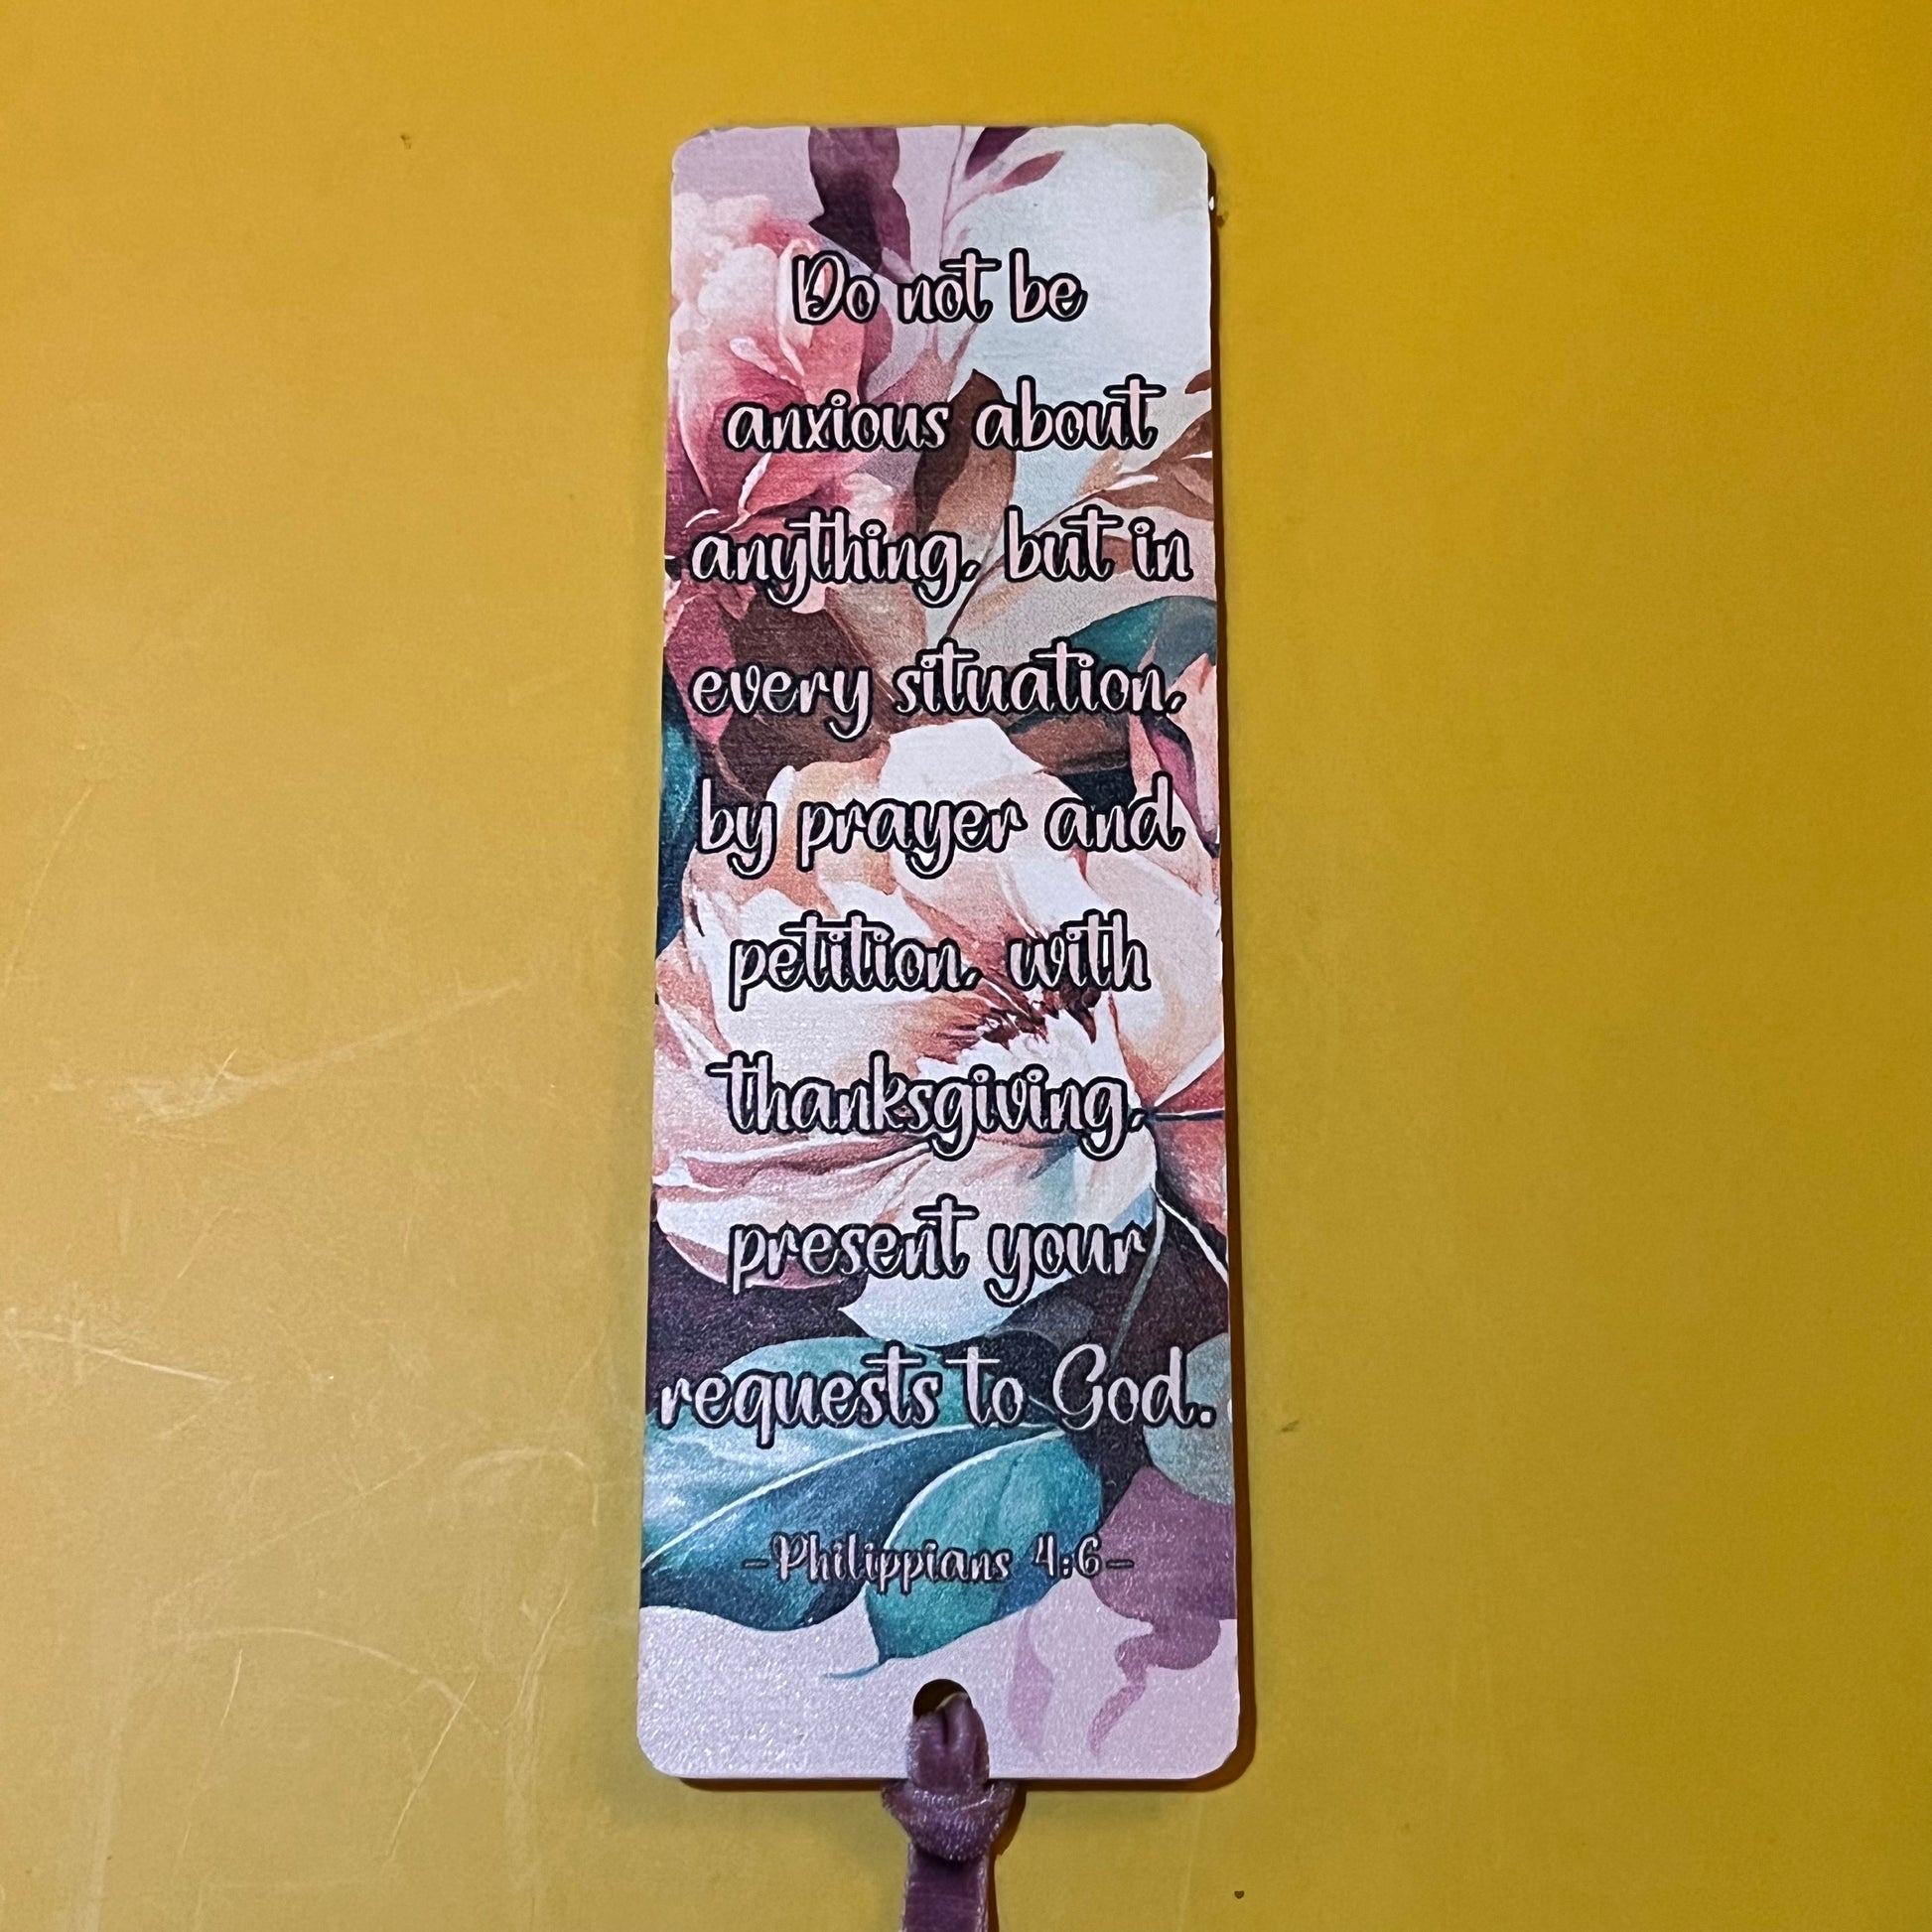 Do not be
anxious about
anything, but in
every situation,
by prayer and
petition, with
thanksgiving,
present your
requests to God.
-Philippians 4:6-